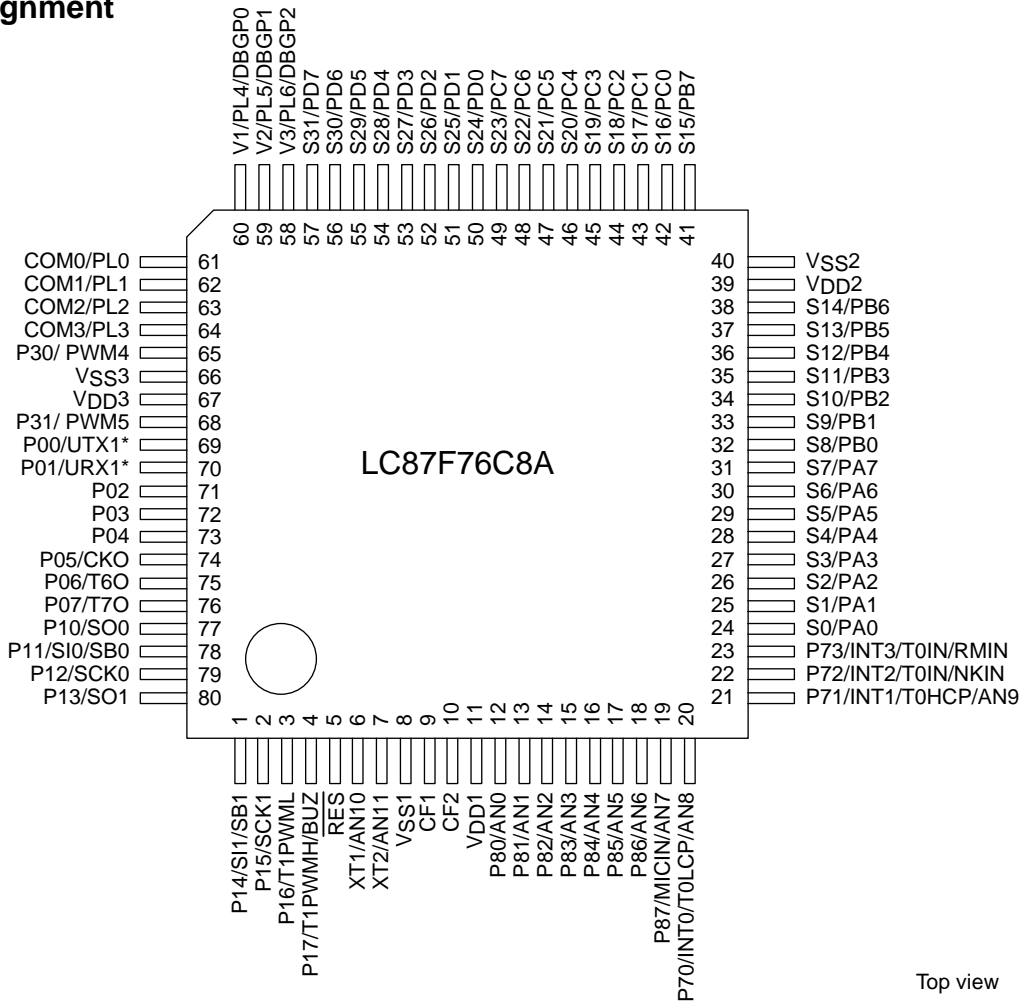 gnment
V1/PL4/DBGP0
V2/PL5/DBGP1
V3/PL6/DBGP2
S31/PD7
S30/PD6
S29/PD5
S28/PD4
S27/PD3
S26/PD2
S25/PD1
S24/PD0
S23/PC7
S22/PC6
S21/PC5
S20/PC4
S19/PC3
S18/PC2
S17/PC1
S16/PC0
S15/PB7
60 59 58 57 56 55 54 53 52 51 50 49 48 47 46 45 44 43 42 41
COM0/PL0 61
COM1/PL1 62
COM2/PL2 63
COM3/PL3 64
P30/ PWM4 65
VSS3 66
VDD3 67
P31/ PWM5 68
P00/UTX1* 69
P01/URX1* 70
P02 71
P03 72
P04 73
P05/CKO 74
P06/T6O 75
P07/T7O 76
P10/SO0 77
P11/SI0/SB0 78
P12/SCK0 79
P13/SO1 80
LC87F76C8A
40 VSS2
39 VDD2
38 S14/PB6
37 S13/PB5
36 S12/PB4
35 S11/PB3
34 S10/PB2
33 S9/PB1
32 S8/PB0
31 S7/PA7
30 S6/PA6
29 S5/PA5
28 S4/PA4
27 S3/PA3
26 S2/PA2
25 S1/PA1
24 S0/PA0
23 P73/INT3/T0IN/RMIN
22 P72/INT2/T0IN/NKIN
21 P71/INT1/T0HCP/AN9
1 2 3 4 5 6 7 8 9 10 11 12 13 14 15 16 17 18 19 20
P14/SI1/SB1
P15/SCK1
P16/T1PWML
P17/T1PWMH/BUZ
RES
XT1/AN10
XT2/AN11
VSS1
CF1
CF2
VDD1
P80/AN0
P81/AN1
P82/AN2
P83/AN3
P84/AN4
P85/AN5
P86/AN6
P87/MICIN/AN7
P70/INT0/T0LCP/AN8
Top view